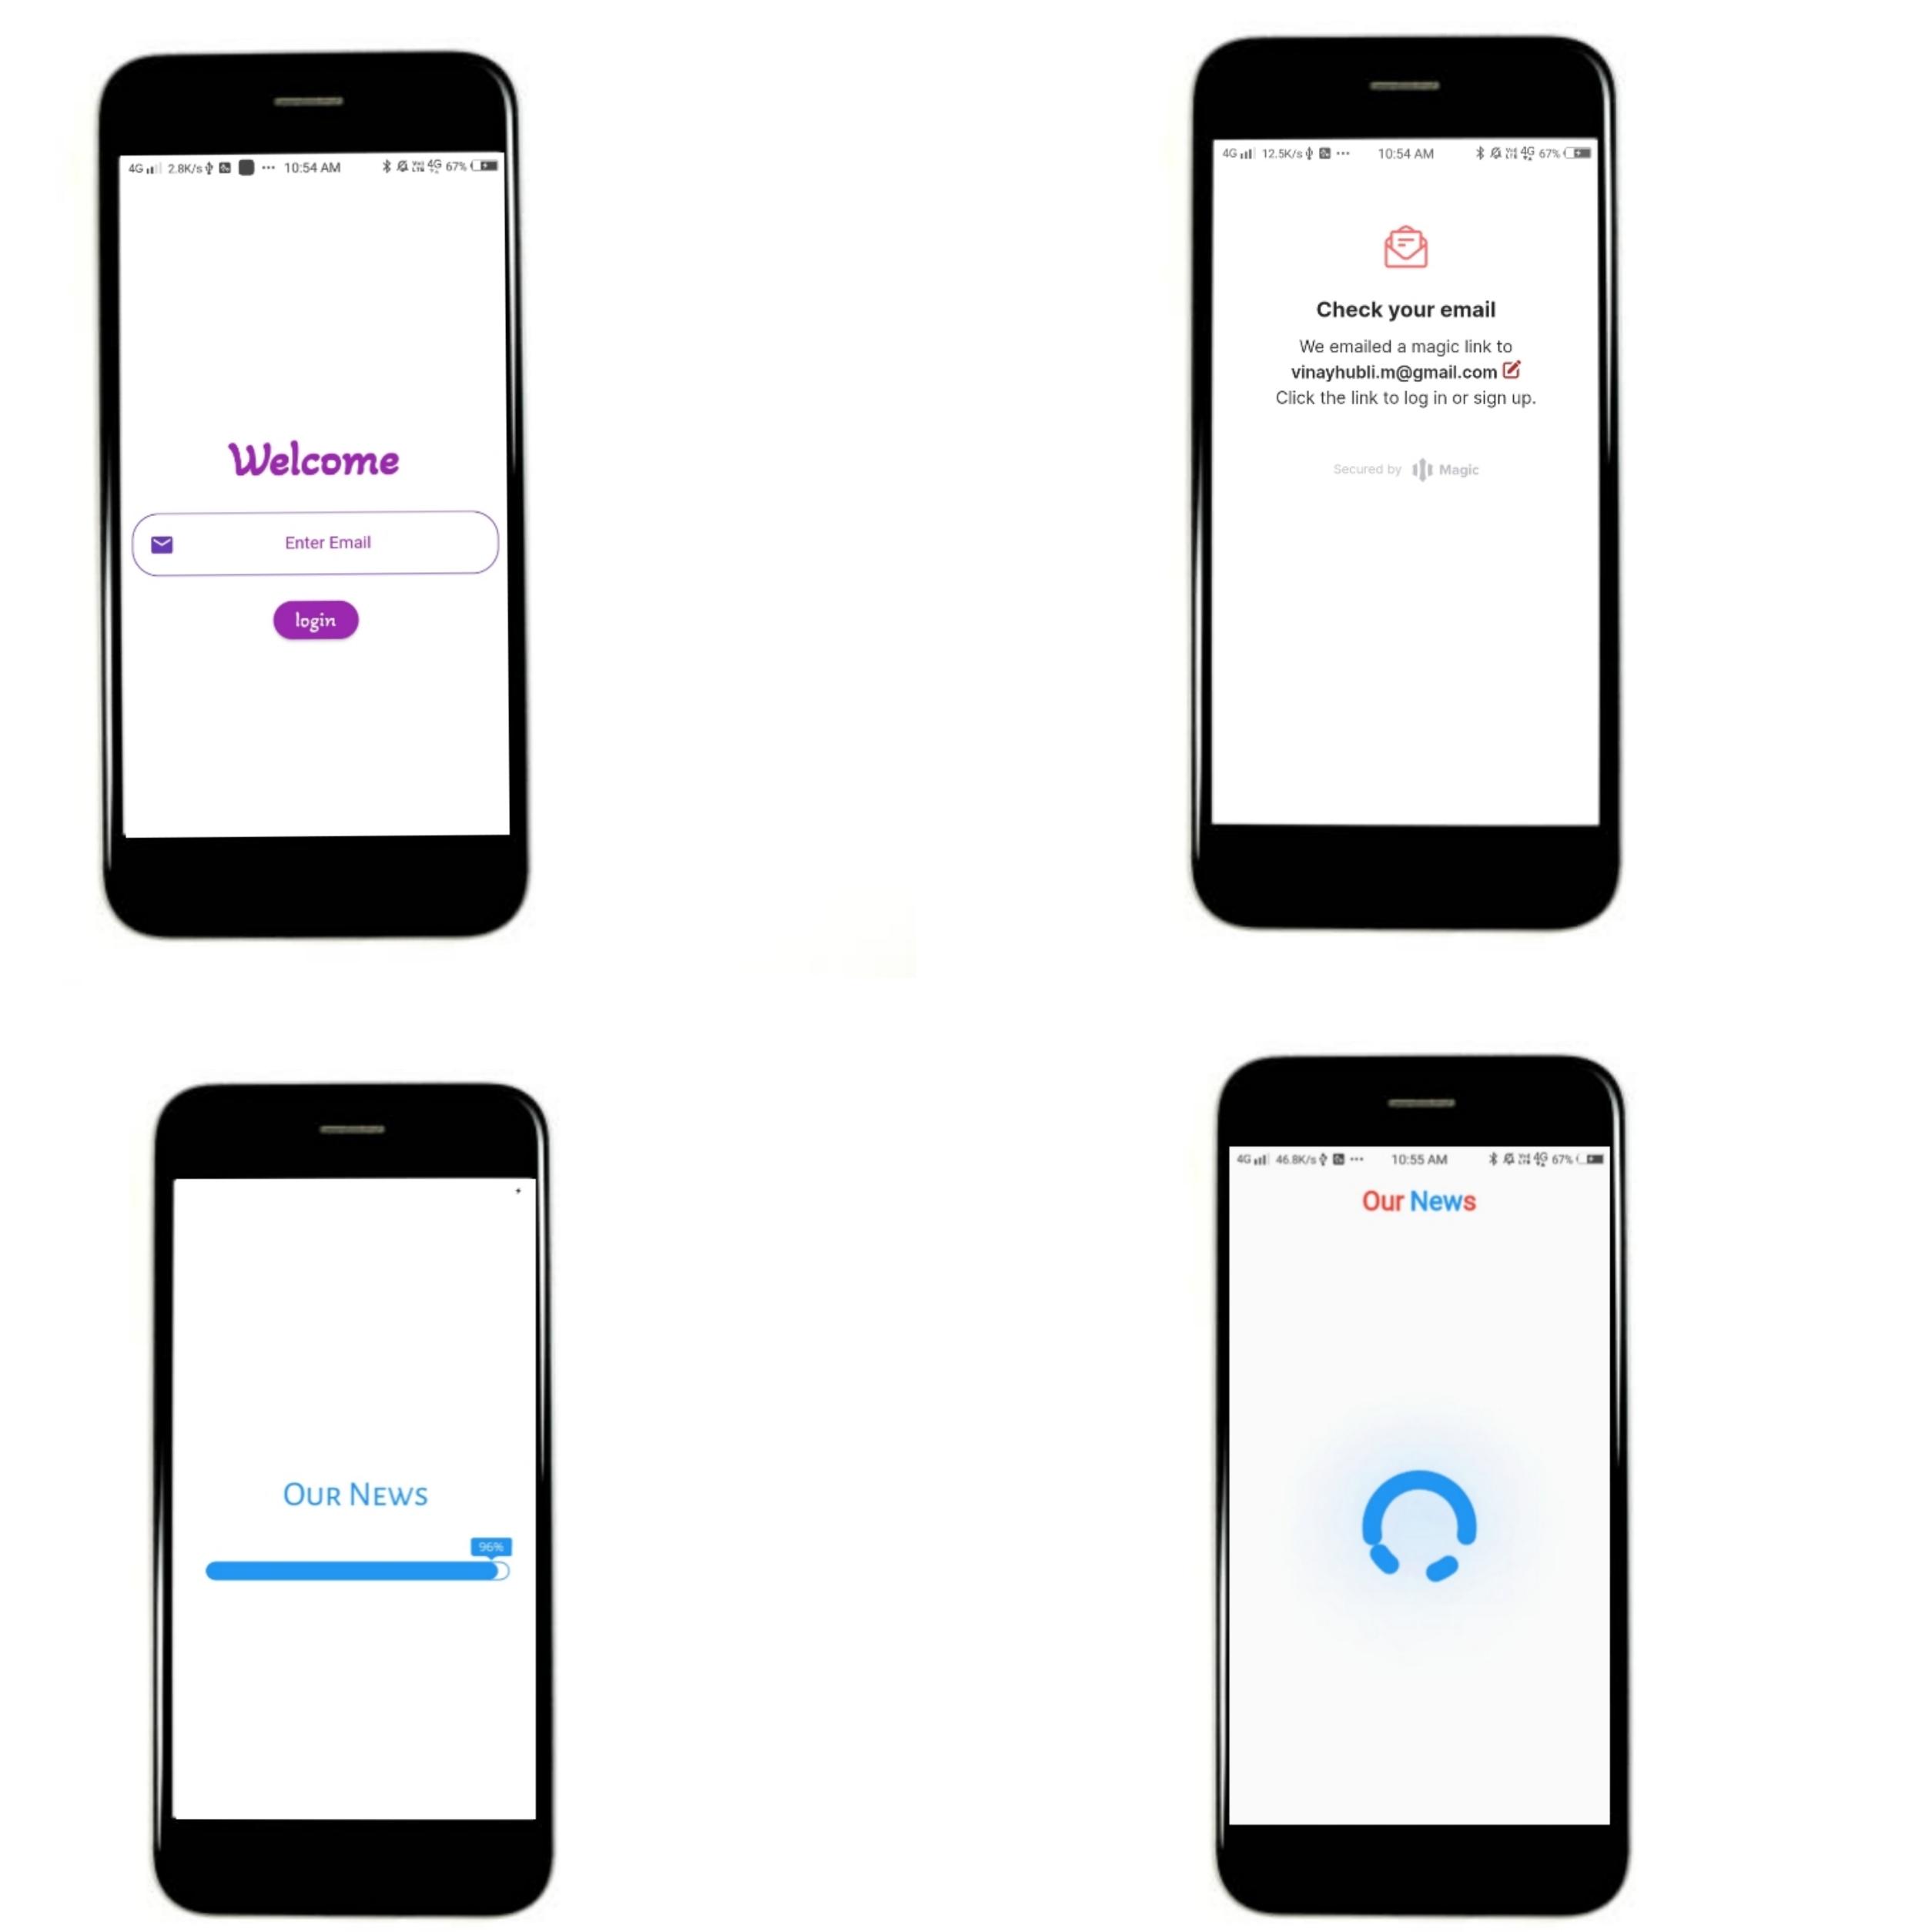 4G 2.8K/s ··· 10:54 AM 4G 67%
Welcome
Enter Email
login
4G 12.5K/s ··· 10:54 AM 4G 67%
Check your email
We emailed a magic link to
vinayhubli.m@gmail.com
Click the link to log in or sign up.
Secured by Magic
Our News
96%
4G 46.8K/s ··· 10:55 AM 4G 67%
Our News